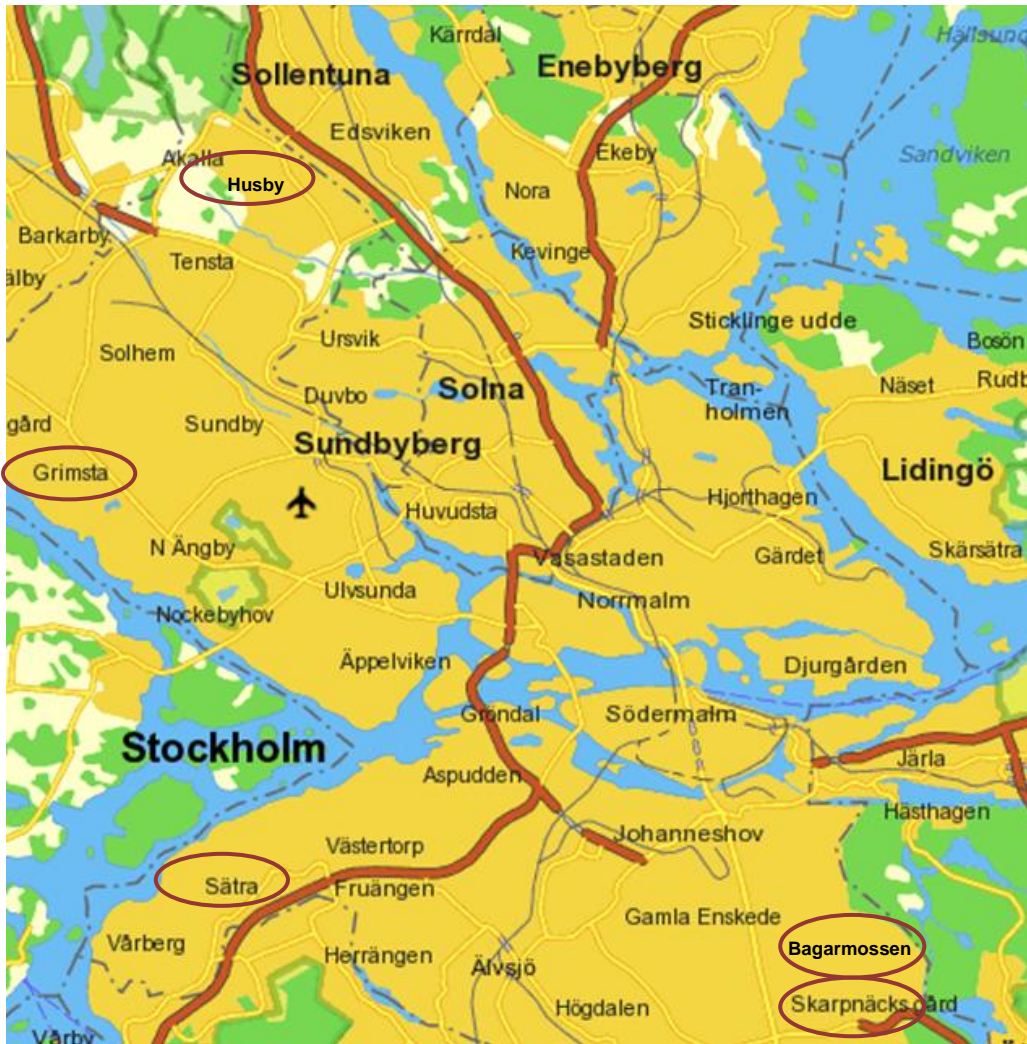 Kärrdal
Hällsund
Sollentuna
Enebyberg
Edsviken
Akalla
Ekeby
Sandviken
Husby
Nora
Barkarby
Kevinge
Tensta
älby
Sticklinge udde
Ursvik
Bosön
Solhem
Solna
Tran-
holmen
Näset
Rudb
Duvbo
gård
Sundby
Sundbyberg
Grimsta
Lidingö
Hjorthagen
Huvudsta
N Ängby
Vasastaden
Gärdet
Skärsätra
Ulvsunda
Norrmalm
Nockebyhov
Äppelviken
Djurgården
Gröndal
Södermalm
Stockholm
Järla
Aspudden
Hästhagen
Johanneshov
Västertorp
Sätra
Fruängen
Gamla Enskede
Vårberg
Bagarmossen
Herrängen
Älvsjö
Högdalen
Skarpnäcks gård
Vårby